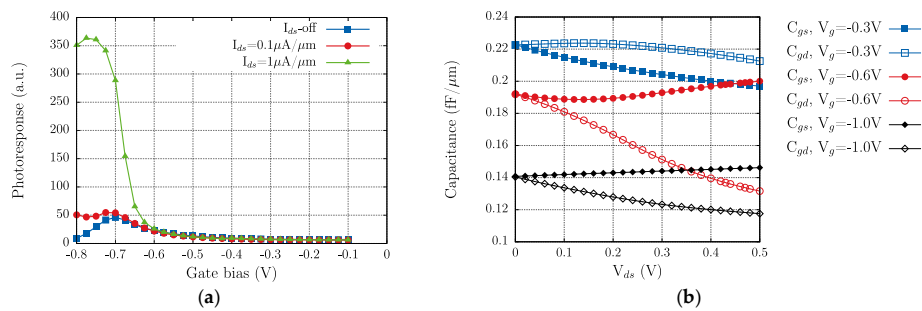 I_ds-off
I_ds=0.1μA/μm
I_ds=1μA/μm
Photoresponse (a.u.)
400
350
300
250
200
150
100
50
0
-0.8 -0.7 -0.6 -0.5 -0.4 -0.3 -0.2 -0.1 0
Gate bias (V)
(a)
Capacitance (fF/μm)
0.24
0.22
0.2
0.18
0.16
0.14
0.12
0.1
0 0.1 0.2 0.3 0.4 0.5
V_ds (V)
(b)
C_gs, V_g=-0.3V
C_gd, V_g=-0.3V
C_gs, V_g=-0.6V
C_gd, V_g=-0.6V
C_gs, V_g=-1.0V
C_gd, V_g=-1.0V